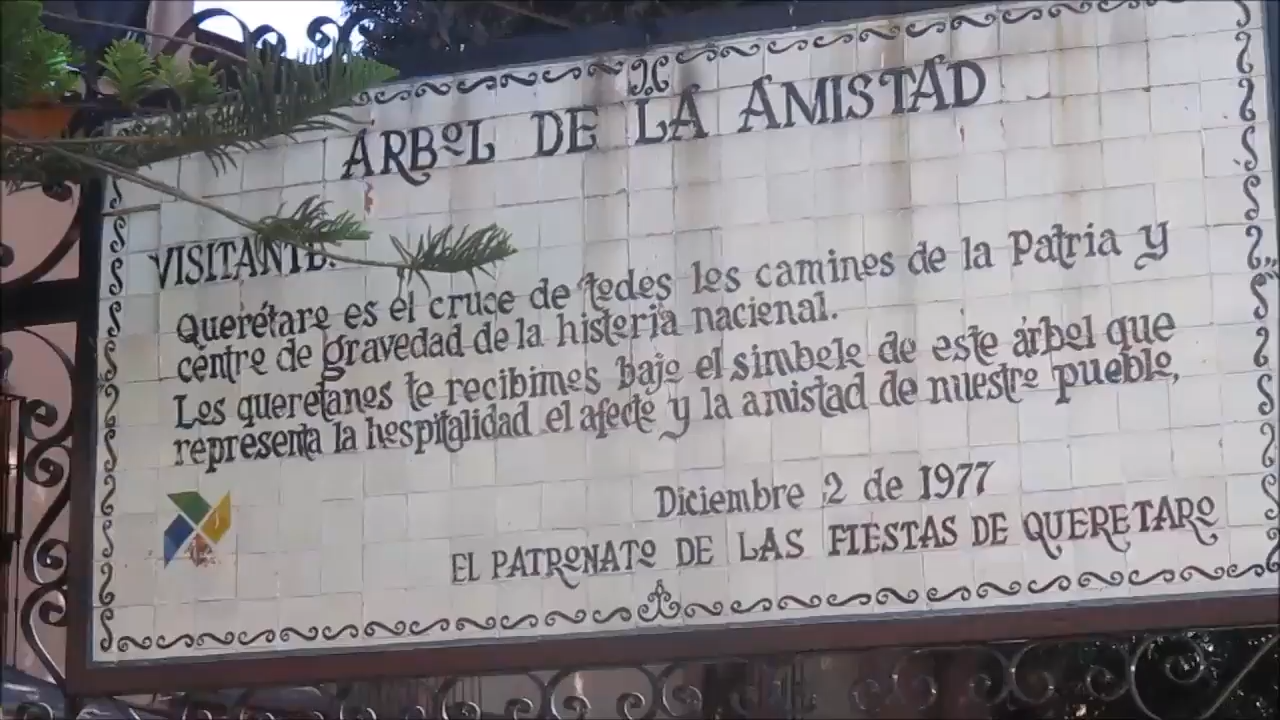 ARBOL DE LA AMISTAD
VISITANTE:
Querétaro es el cruce de todos los caminos de la Patria y
centro de gravedad de la historia nacional.
Los queretanos te recibimos bajo el simbolo de este árbol que
representa la hospitalidad el afecto y la amistad de nuestro pueblo,
Diciembre 2 de 1977
EL PATRONATO DE LAS FIESTAS DE QUERETARO